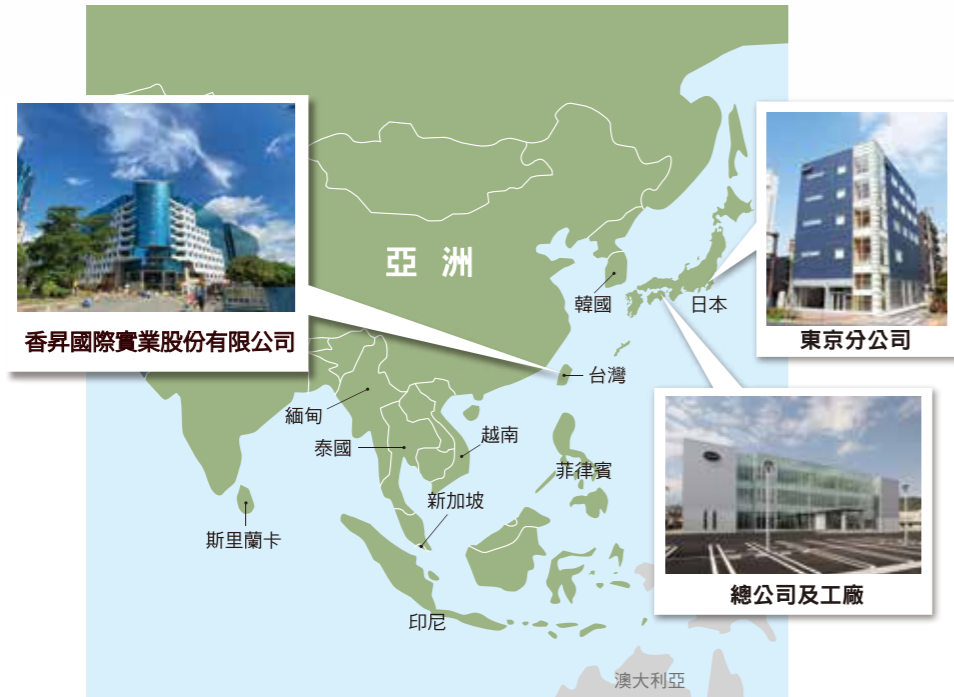 亞洲
香昇國際實業股份有限公司
韓國
日本
東京分公司
台灣
緬甸
泰國
越南
菲律賓
新加坡
斯里蘭卡
總公司及工廠
印尼
澳大利亞